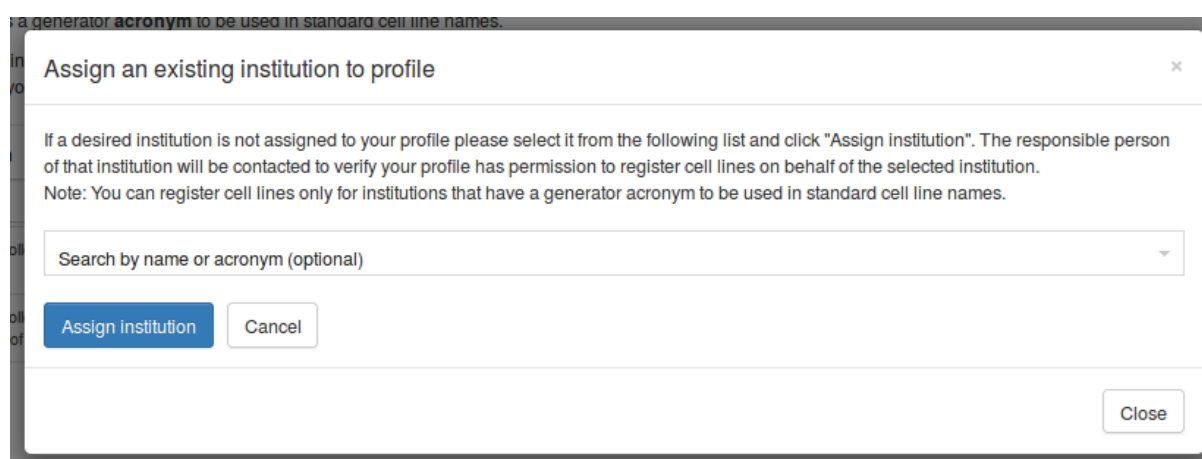 a generator acronym to be used in standard cell line names.
Assign an existing institution to profile
×
If a desired institution is not assigned to your profile please select it from the following list and click "Assign institution". The responsible person
of that institution will be contacted to verify your profile has permission to register cell lines on behalf of the selected institution.
Note: You can register cell lines only for institutions that have a generator acronym to be used in standard cell line names.
Search by name or acronym (optional)
Assign institution Cancel
Close